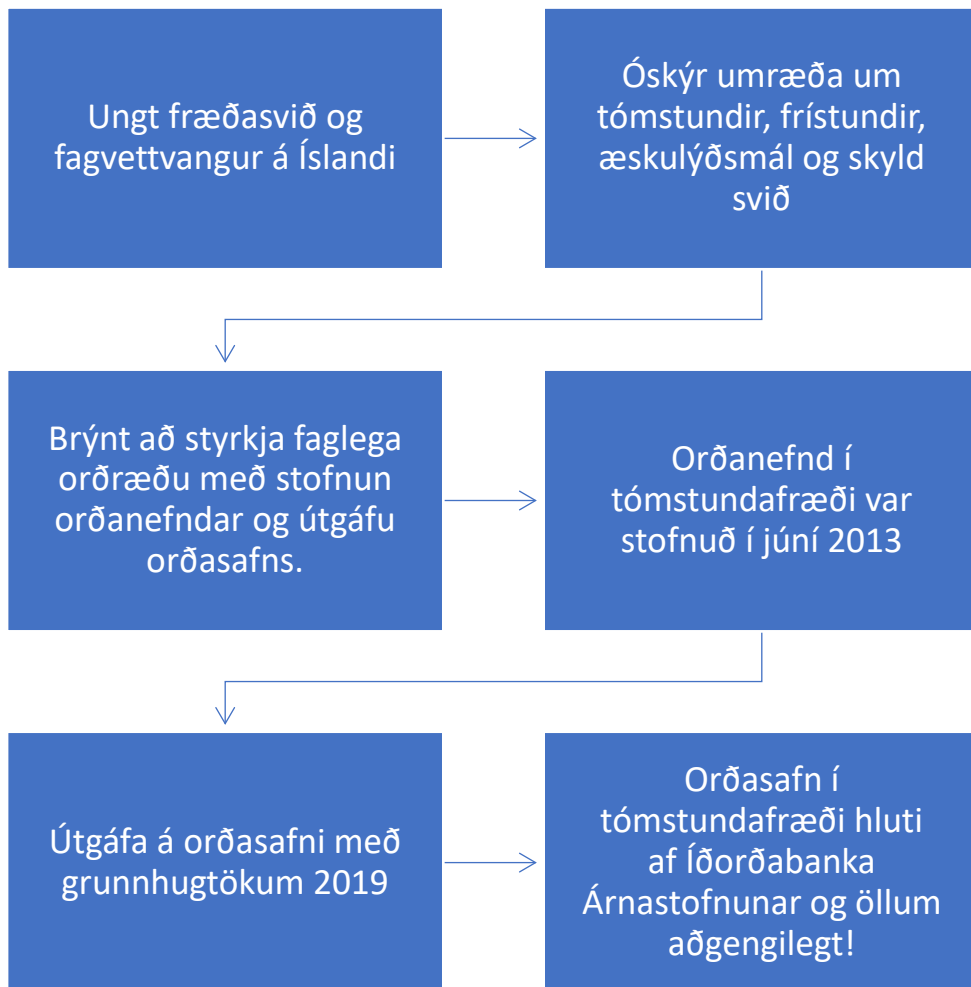 Ungt fræðasvið og
fagvettvangur á Íslandi
Óskýr umræða um
tómstundir, frístundir,
æskulýðsmál og skyld
svið
Brýnt að styrkja faglega
orðræðu með stofnun
orðanefndar og útgáfu
orðasafns.
Orðanefnd í
tómstundafræði var
stofnuð í júní 2013
Útgáfa á orðasafni með
grunnhugtökum 2019
Orðasafn í
tómstundafræði hluti
af Íðorðabanka
Árnastofnunar og öllum
aðgengilegt!